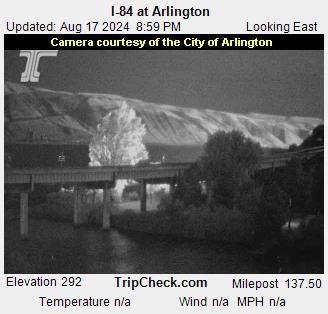 I-84 at Arlington
Updated: Aug 17 2024 8:59 PM Looking East
Camera courtesy of the City of Arlington
Elevation 292 TripCheck.com Milepost 137.50
Temperature n/a Wind n/a MPH n/a